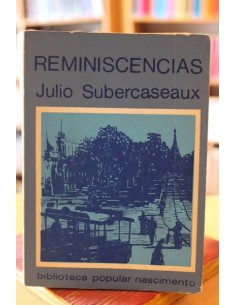 REMINISCENCIAS
Julio Subercaseaux
biblioteca popular nascimento